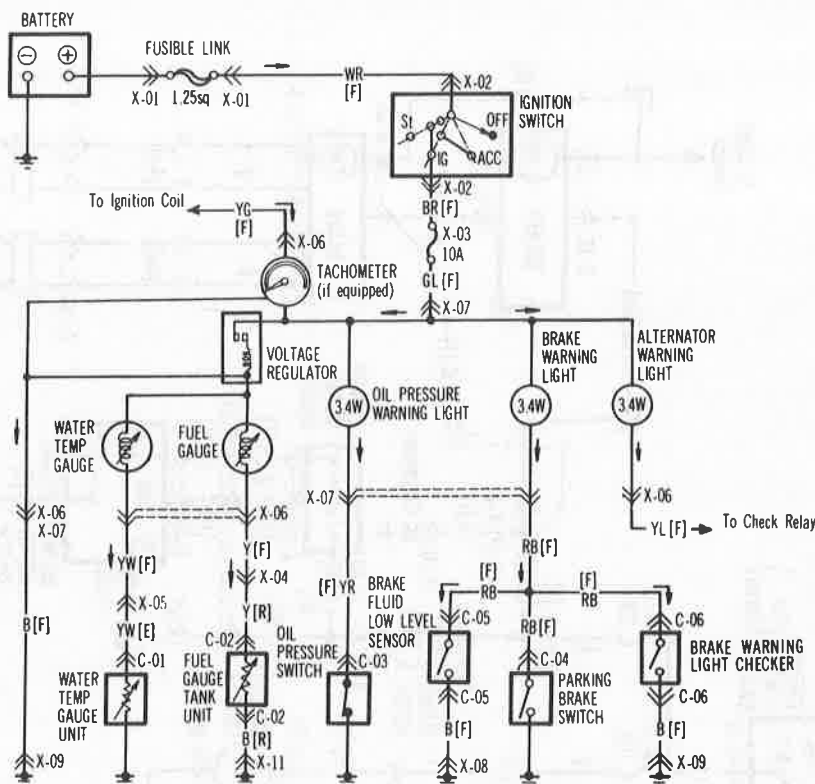 BATTERY
FUSIBLE LINK
X-01
1.25sq
X-01
WR
[F]
X-02
IGNITION
SWITCH
St
OFF
IG
ACC
X-02
BR[F]
X-03
10A
GL[F]
X-07
To Ignition Coil
YG
[F]
X-06
TACHOMETER
(if equipped)
VOLTAGE
REGULATOR
OIL PRESSURE
WARNING LIGHT
BRAKE
WARNING
LIGHT
ALTERNATOR
WARNING
LIGHT
3.4W
3.4W
3.4W
WATER
TEMP
GAUGE
FUEL
GAUGE
X-06
X-07
X-06
X-07
X-06
YL[F]
To Check Relay
YW[F]
Y[F]
X-05
X-04
YW[E]
Y[R]
B[F]
C-01
C-02
WATER
TEMP
GAUGE
UNIT
FUEL
GAUGE
TANK
UNIT
C-02
B[R]
X-09
X-11
[F]YR
OIL
PRESSURE
SWITCH
C-03
RB[F]
BRAKE
FLUID
LOW LEVEL
SENSOR
[F]
RB
[F]
RB
C-05
RB[F]
C-06
C-04
BRAKE WARNING
LIGHT CHECKER
C-05
PARKING
BRAKE
SWITCH
C-06
B[F]
B[F]
X-08
X-09